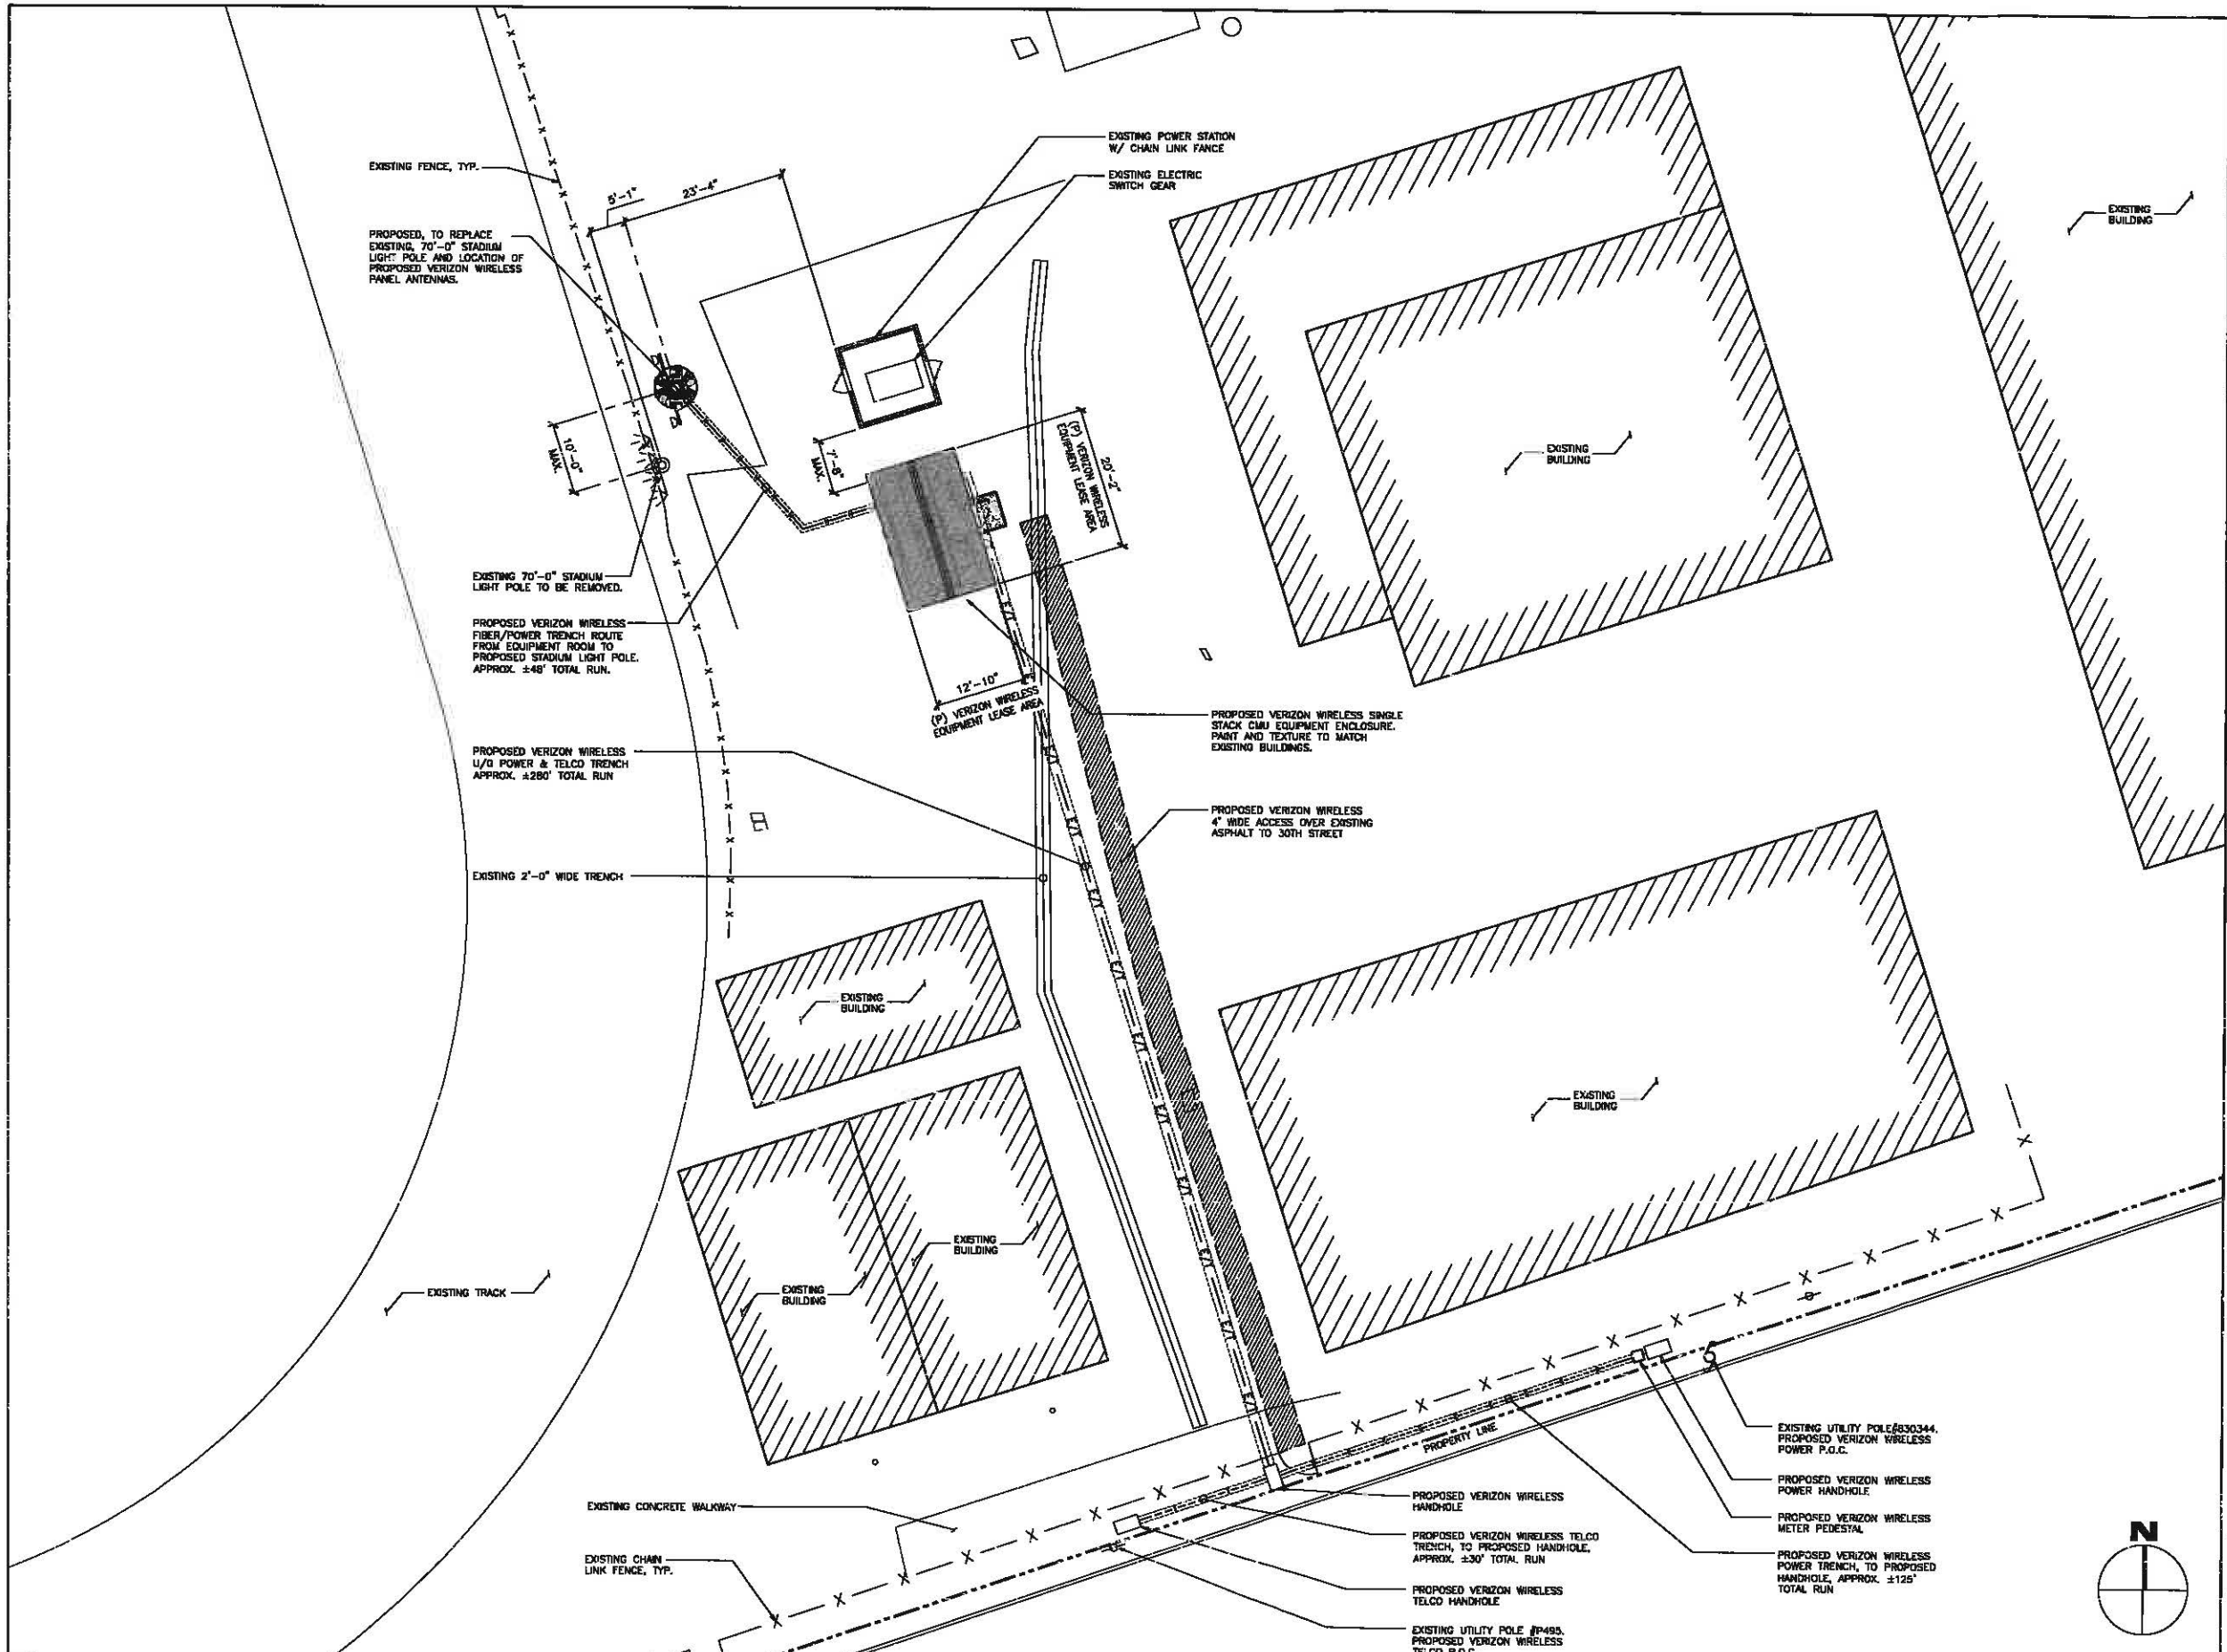 EXISTING POWER STATION
W/ CHAIN LINK FANCE
EXISTING FENCE, TYP.
EXISTING ELECTRIC
SWITCH GEAR
5'-1"
23'-4"
EXISTING
BUILDING
PROPOSED, TO REPLACE
EXISTING, 70'-0" STADIUM
LIGHT POLE AND LOCATION OF
PROPOSED VERIZON WIRELESS
PANEL ANTENNAS.
10'-0"
MAX.
7'-8"
MAX.
20'-2"
(P) VERIZON WIRELESS
EQUIPMENT LEASE AREA
EXISTING
BUILDING
EXISTING 70'-0" STADIUM
LIGHT POLE TO BE REMOVED.
PROPOSED VERIZON WIRELESS
FIBER/POWER TRENCH ROUTE
FROM EQUIPMENT ROOM TO
PROPOSED STADIUM LIGHT POLE.
APPROX. ±48' TOTAL RUN.
E/T
12'-10"
(P) VERIZON WIRELESS
EQUIPMENT LEASE AREA
PROPOSED VERIZON WIRELESS SINGLE
STACK CMU EQUIPMENT ENCLOSURE.
PAINT AND TEXTURE TO MATCH
EXISTING BUILDINGS.
PROPOSED VERIZON WIRELESS
U/G POWER & TELCO TRENCH
APPROX. ±280' TOTAL RUN
E/T
PROPOSED VERIZON WIRELESS
4' WIDE ACCESS OVER EXISTING
ASPHALT TO 30TH STREET
E/T
EXISTING 2'-0" WIDE TRENCH
E/T
E/T
EXISTING
BUILDING
E/T
EXISTING
BUILDING
E/T
E/T
EXISTING
BUILDING
E/T
EXISTING
BUILDING
EXISTING TRACK
E/T
E/T
PROPERTY LINE
EXISTING UTILITY POLE#830344.
PROPOSED VERIZON WIRELESS
POWER P.O.C.
PROPOSED VERIZON WIRELESS
POWER HANDHOLE
EXISTING CONCRETE WALKWAY
PROPOSED VERIZON WIRELESS
HANDHOLE
PROPOSED VERIZON WIRELESS
METER PEDESTAL
PROPOSED VERIZON WIRELESS TELCO
TRENCH, TO PROPOSED HANDHOLE.
APPROX. ±30' TOTAL RUN
PROPOSED VERIZON WIRELESS
POWER TRENCH, TO PROPOSED
HANDHOLE, APPROX. ±125'
TOTAL RUN
EXISTING CHAIN
LINK FENCE, TYP.
PROPOSED VERIZON WIRELESS
TELCO HANDHOLE
EXISTING UTILITY POLE #P495.
PROPOSED VERIZON WIRELESS
TELCO P.O.C.
N